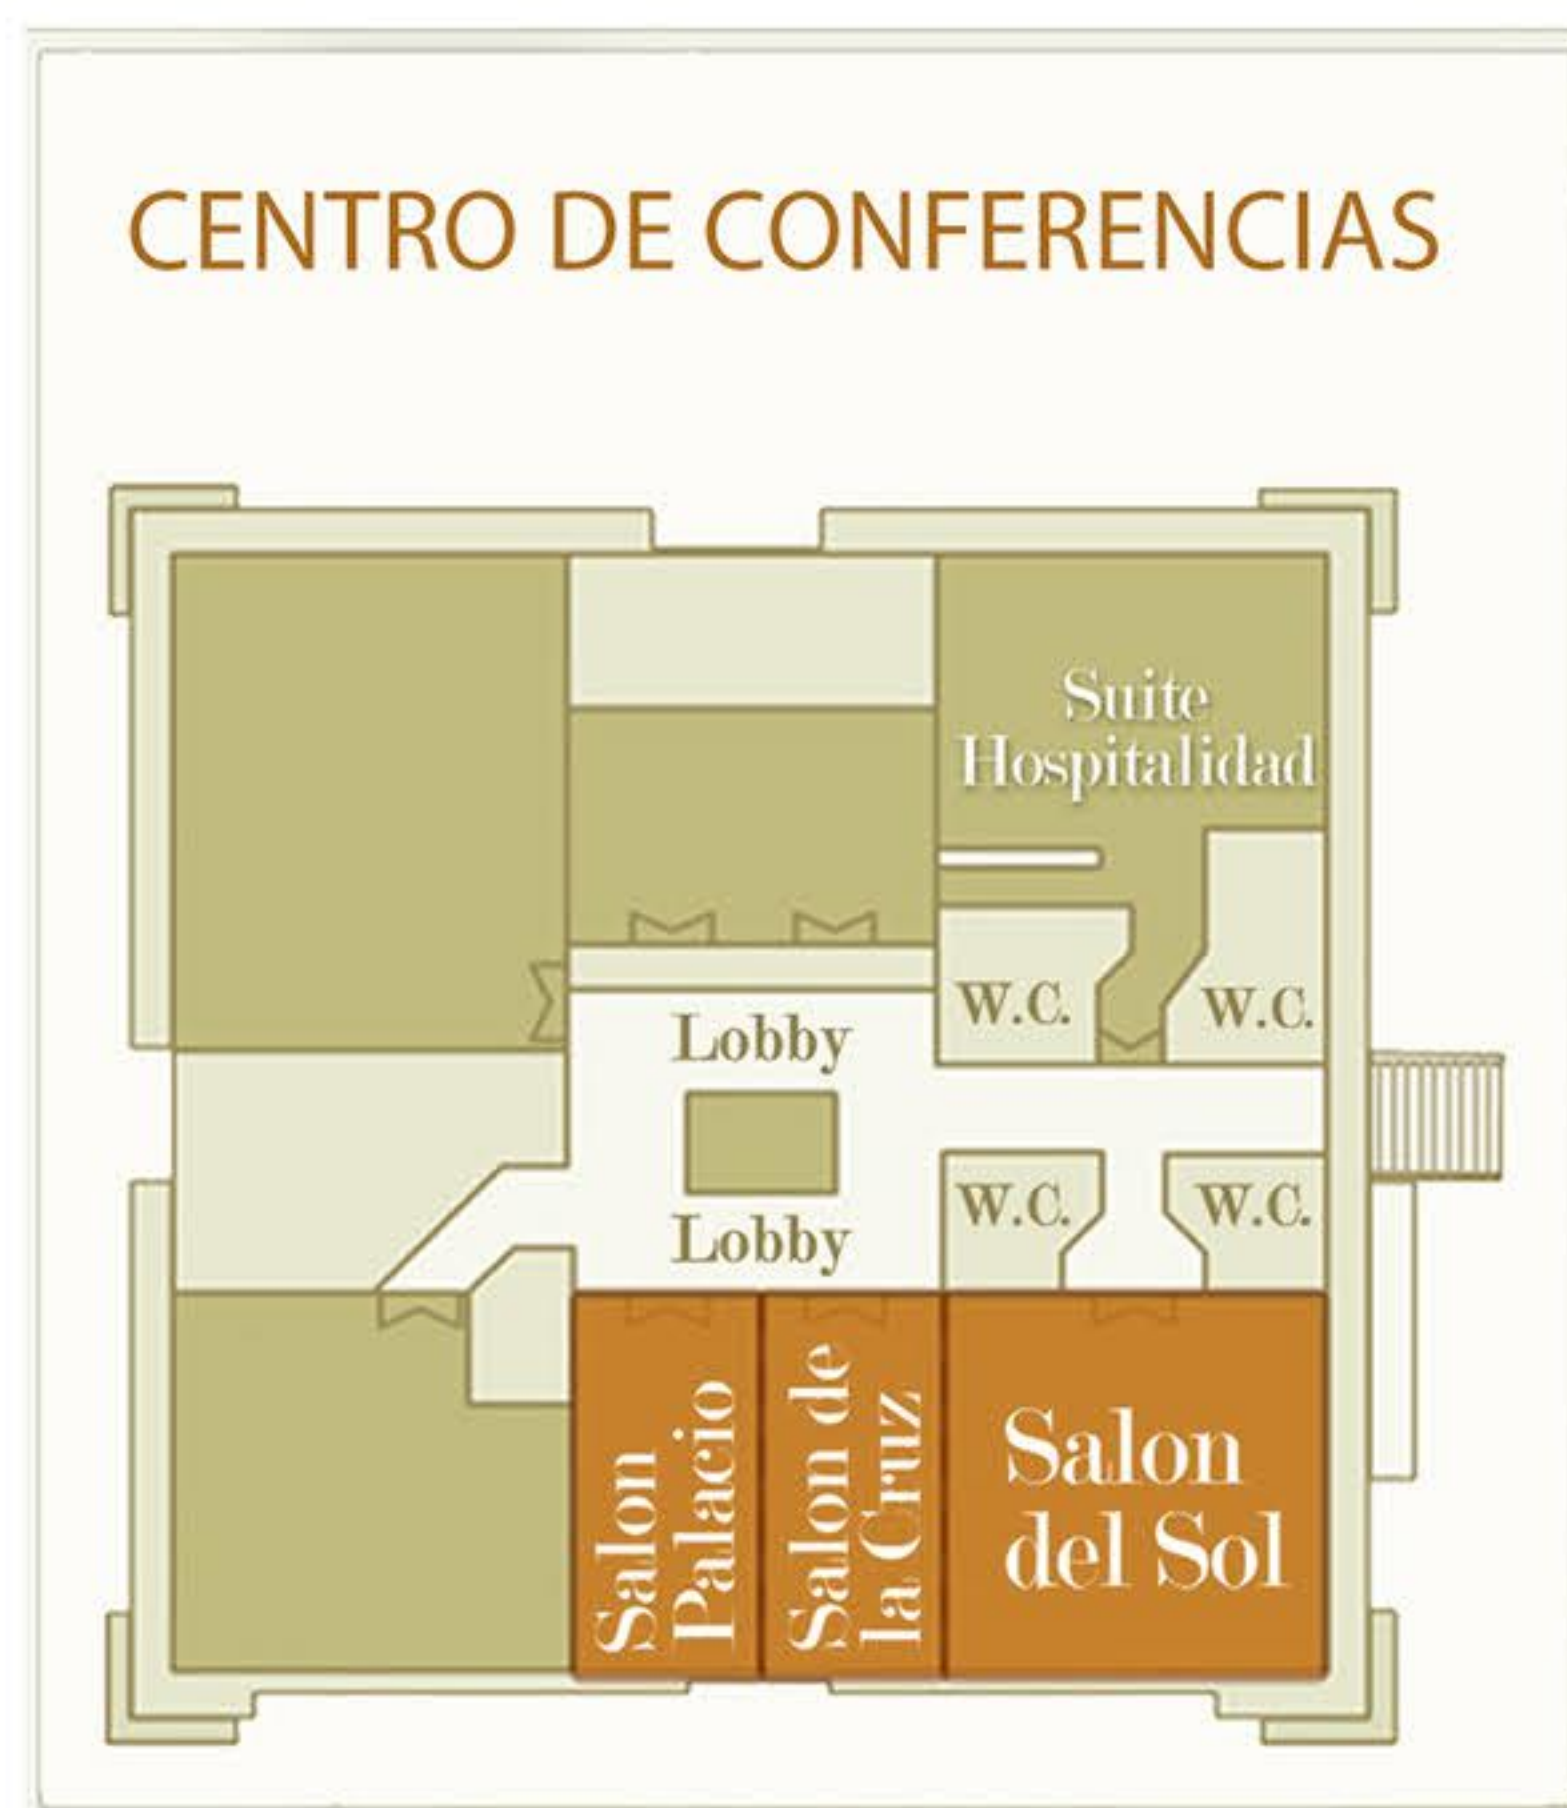 CENTRO DE CONFERENCIAS
Suite
Hospitalidad
W.C.
W.C.
Lobby
Lobby
W.C.
W.C.
Salon
Palacio
Salon de
la Cruz
Salon
del Sol